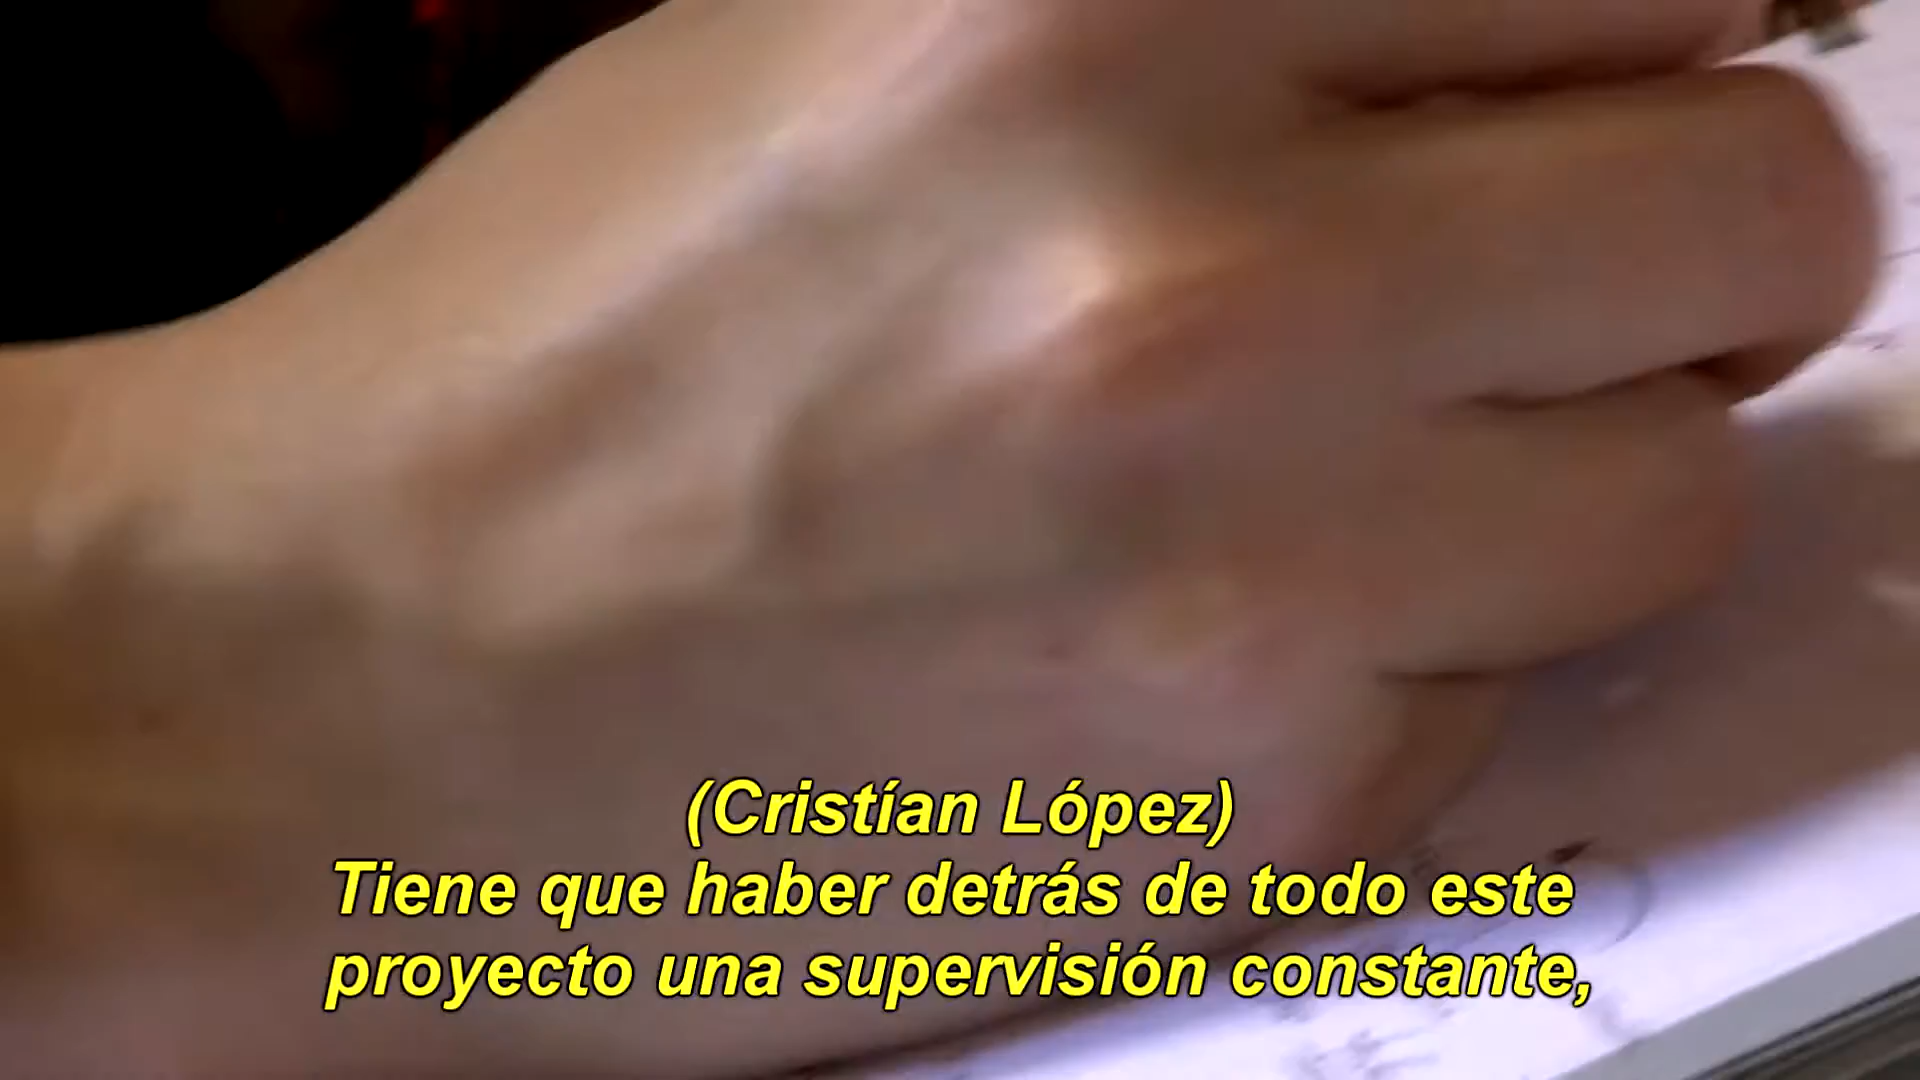 (Cristían López)
Tiene que haber detrás de todo este
proyecto una supervisión constante,